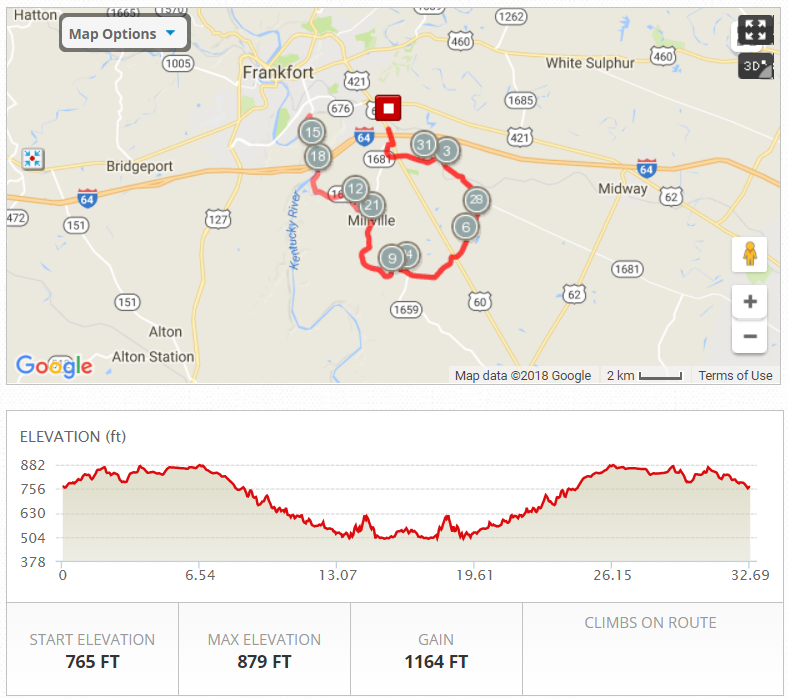 Hatton
1665
1570
1689
1262
Map Options
460
1005
White Sulphur
460
Frankfort
421
1685
676
15
64
421
31
3
18
1681
Bridgeport
64
12
Midway
64
62
28
21
472
151
127
Millville
6
Kentucky River
9
1681
151
1659
60
62
Alton
Alton Station
Google
Map data ©2018 Google
2 km
Terms of Use
3D
ELEVATION (ft)
882
756
630
504
378
0
6.54
13.07
19.61
26.15
32.69
START ELEVATION
765 FT
MAX ELEVATION
879 FT
GAIN
1164 FT
CLIMBS ON ROUTE